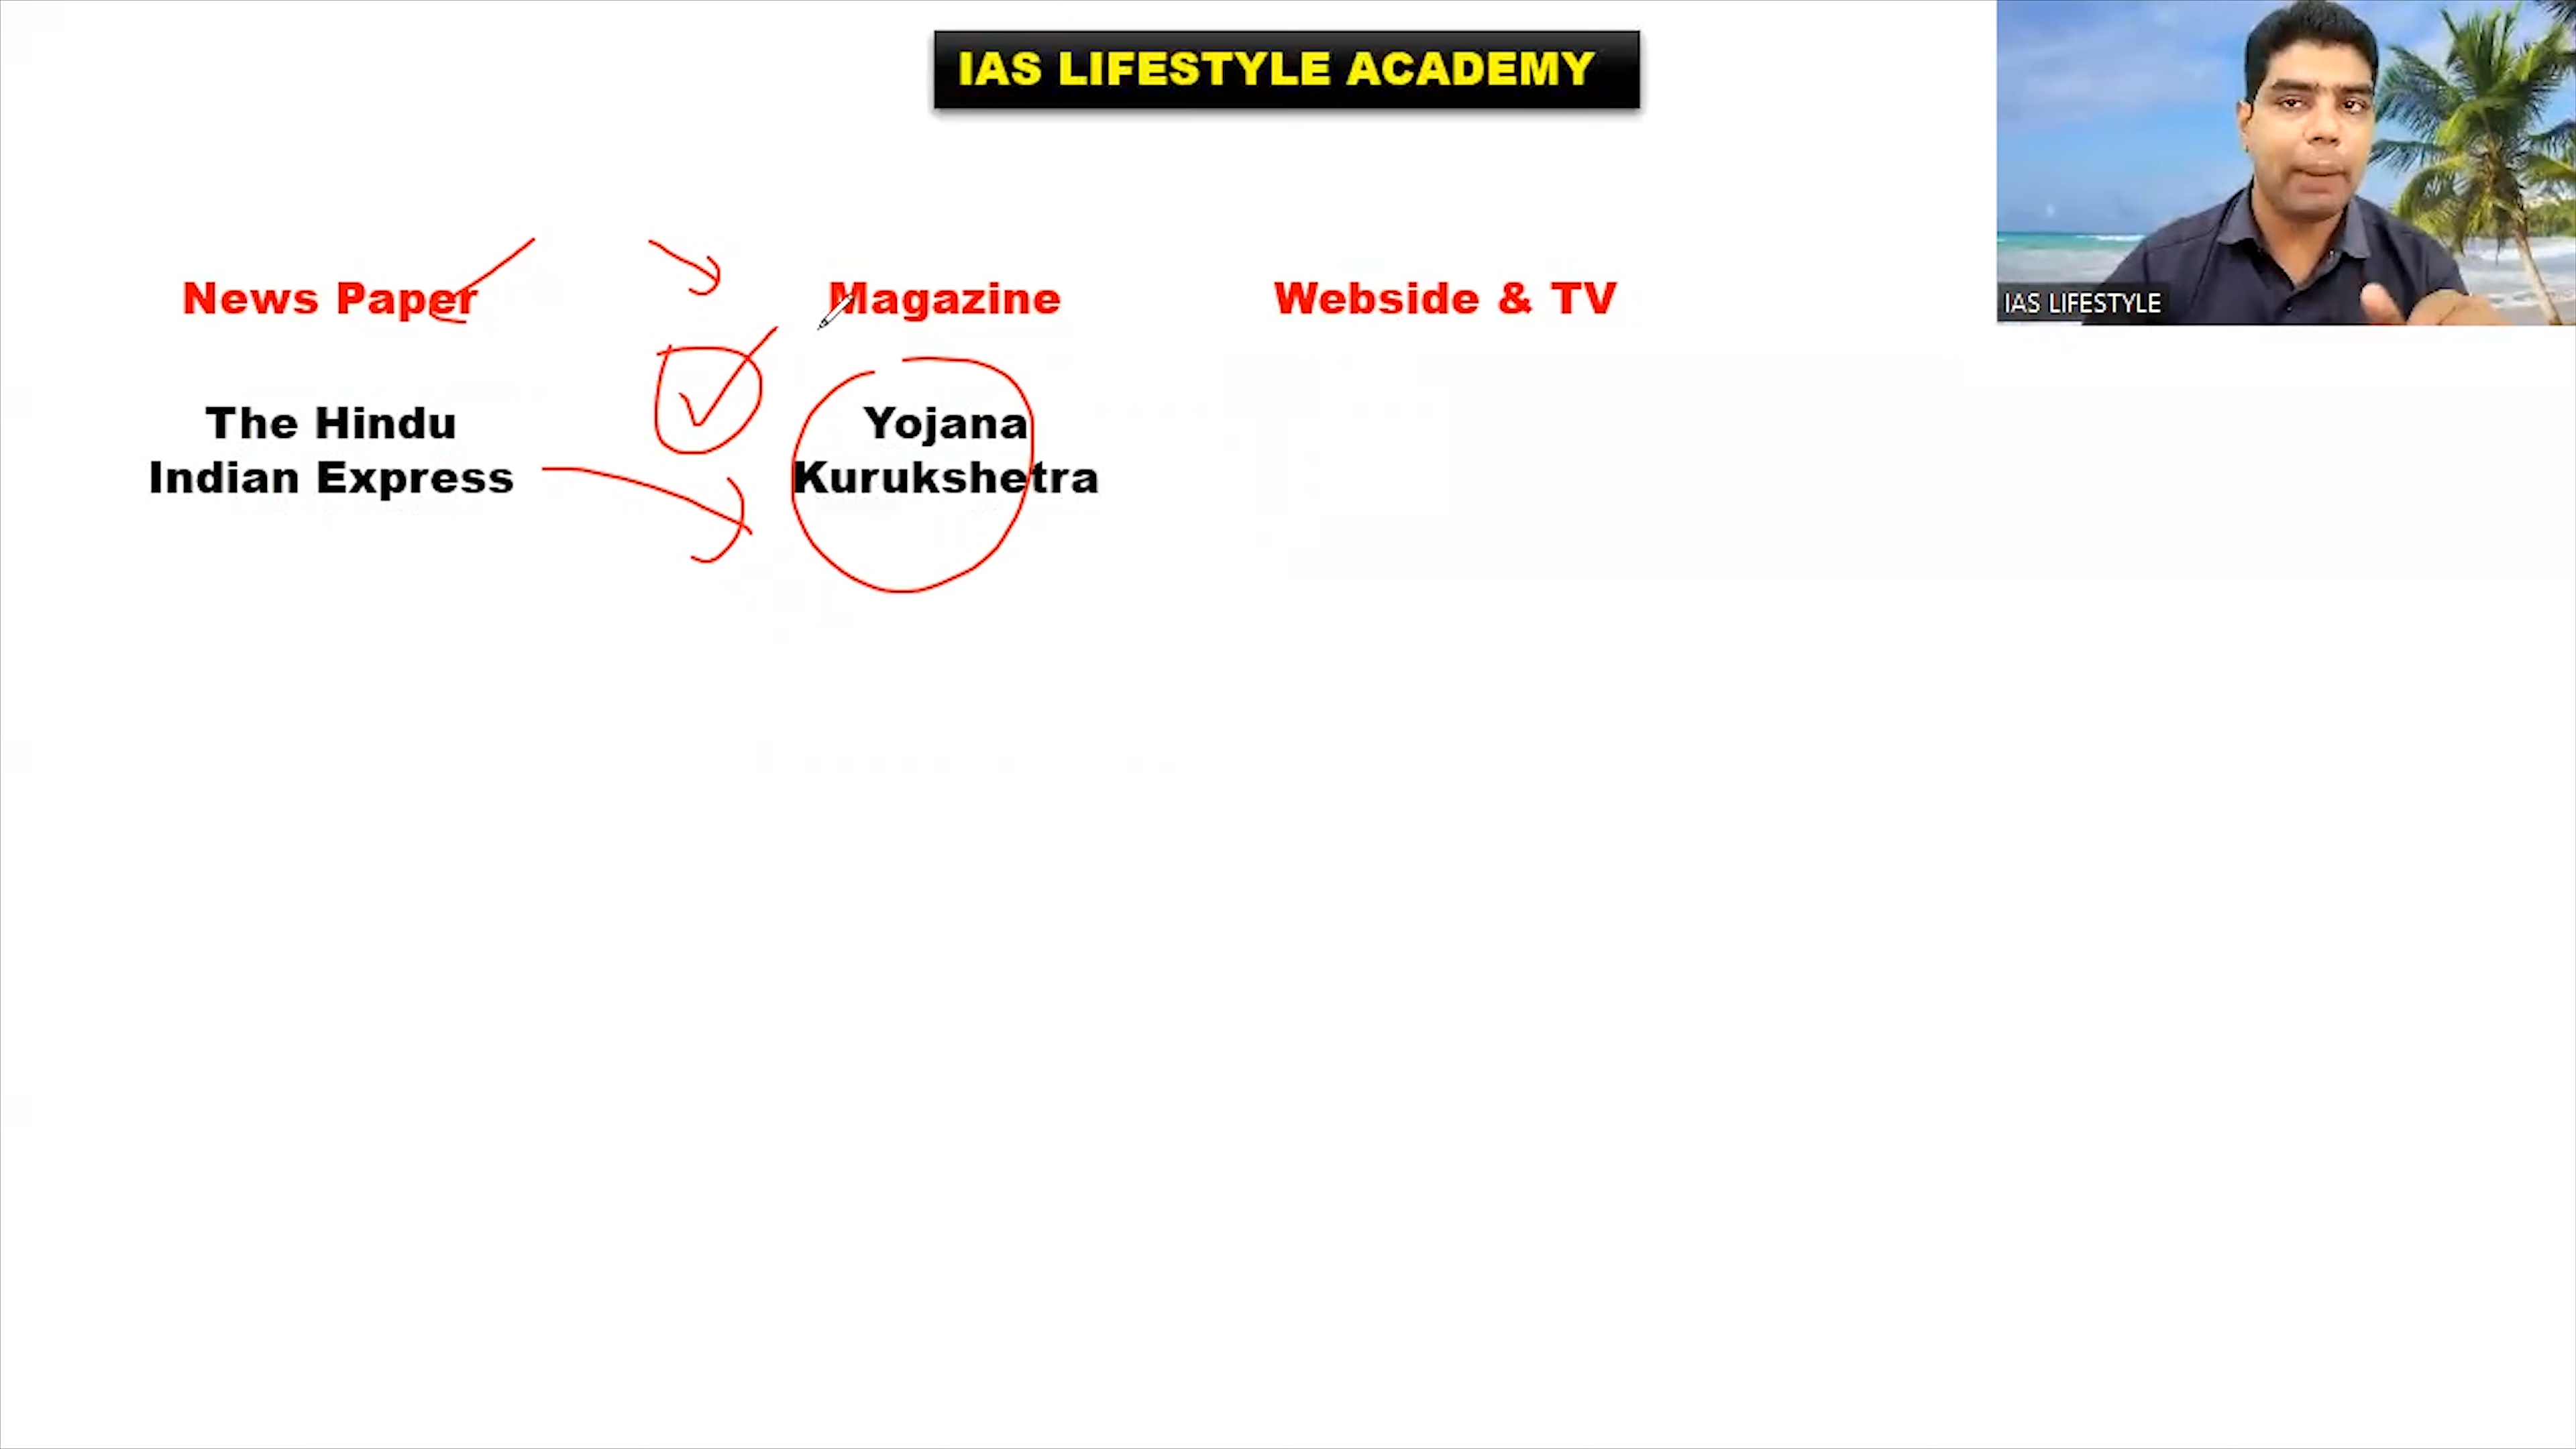 IAS LIFESTYLE ACADEMY
News Paper
Magazine
Webside & TV
IAS LIFESTYLE
The Hindu
Indian Express
Yojana
Kurukshetra